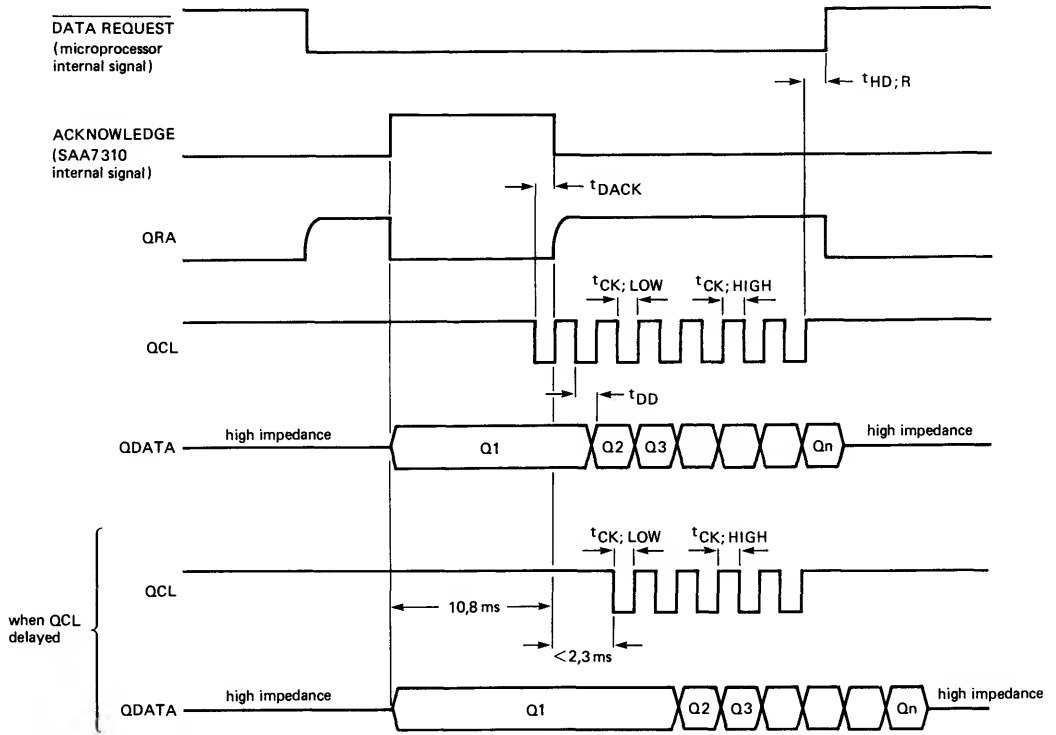 DATA REQUEST
(microprocessor
internal signal)
tHD;R
ACKNOWLEDGE
(SAA7310
internal signal)
tDACK
QRA
tCK;LOW
tCK;HIGH
QCL
tDD
QDATA
high impedance
Q1
Q2
Q3
Qn
high impedance
tCK;LOW
tCK;HIGH
QCL
when QCL
delayed
10,8 ms
<2,3 ms
QDATA
high impedance
Q1
Q2
Q3
Qn
high impedance